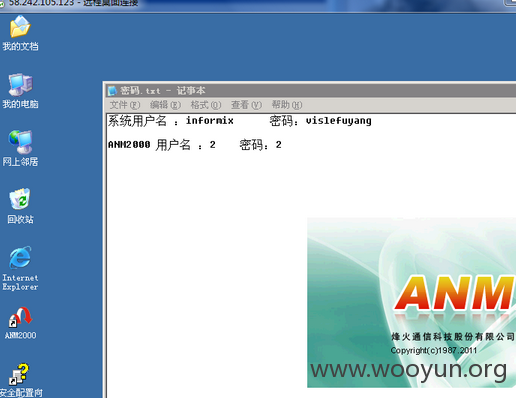 58.242.105.123 - 远程桌面连接
我的文档
我的电脑
网上邻居
回收站
Internet
Explorer
ANM2000
安全配置向
密码.txt - 记事本
文件(F) 编辑(E) 格式(O) 查看(V) 帮助(H)
系统用户名 : informix 密码: vislefuyang
ANM2000 用户名 : 2 密码: 2
ANM
烽火通信科技股份有限公司
Copyright(c)1987.2011
www.wooyun.org